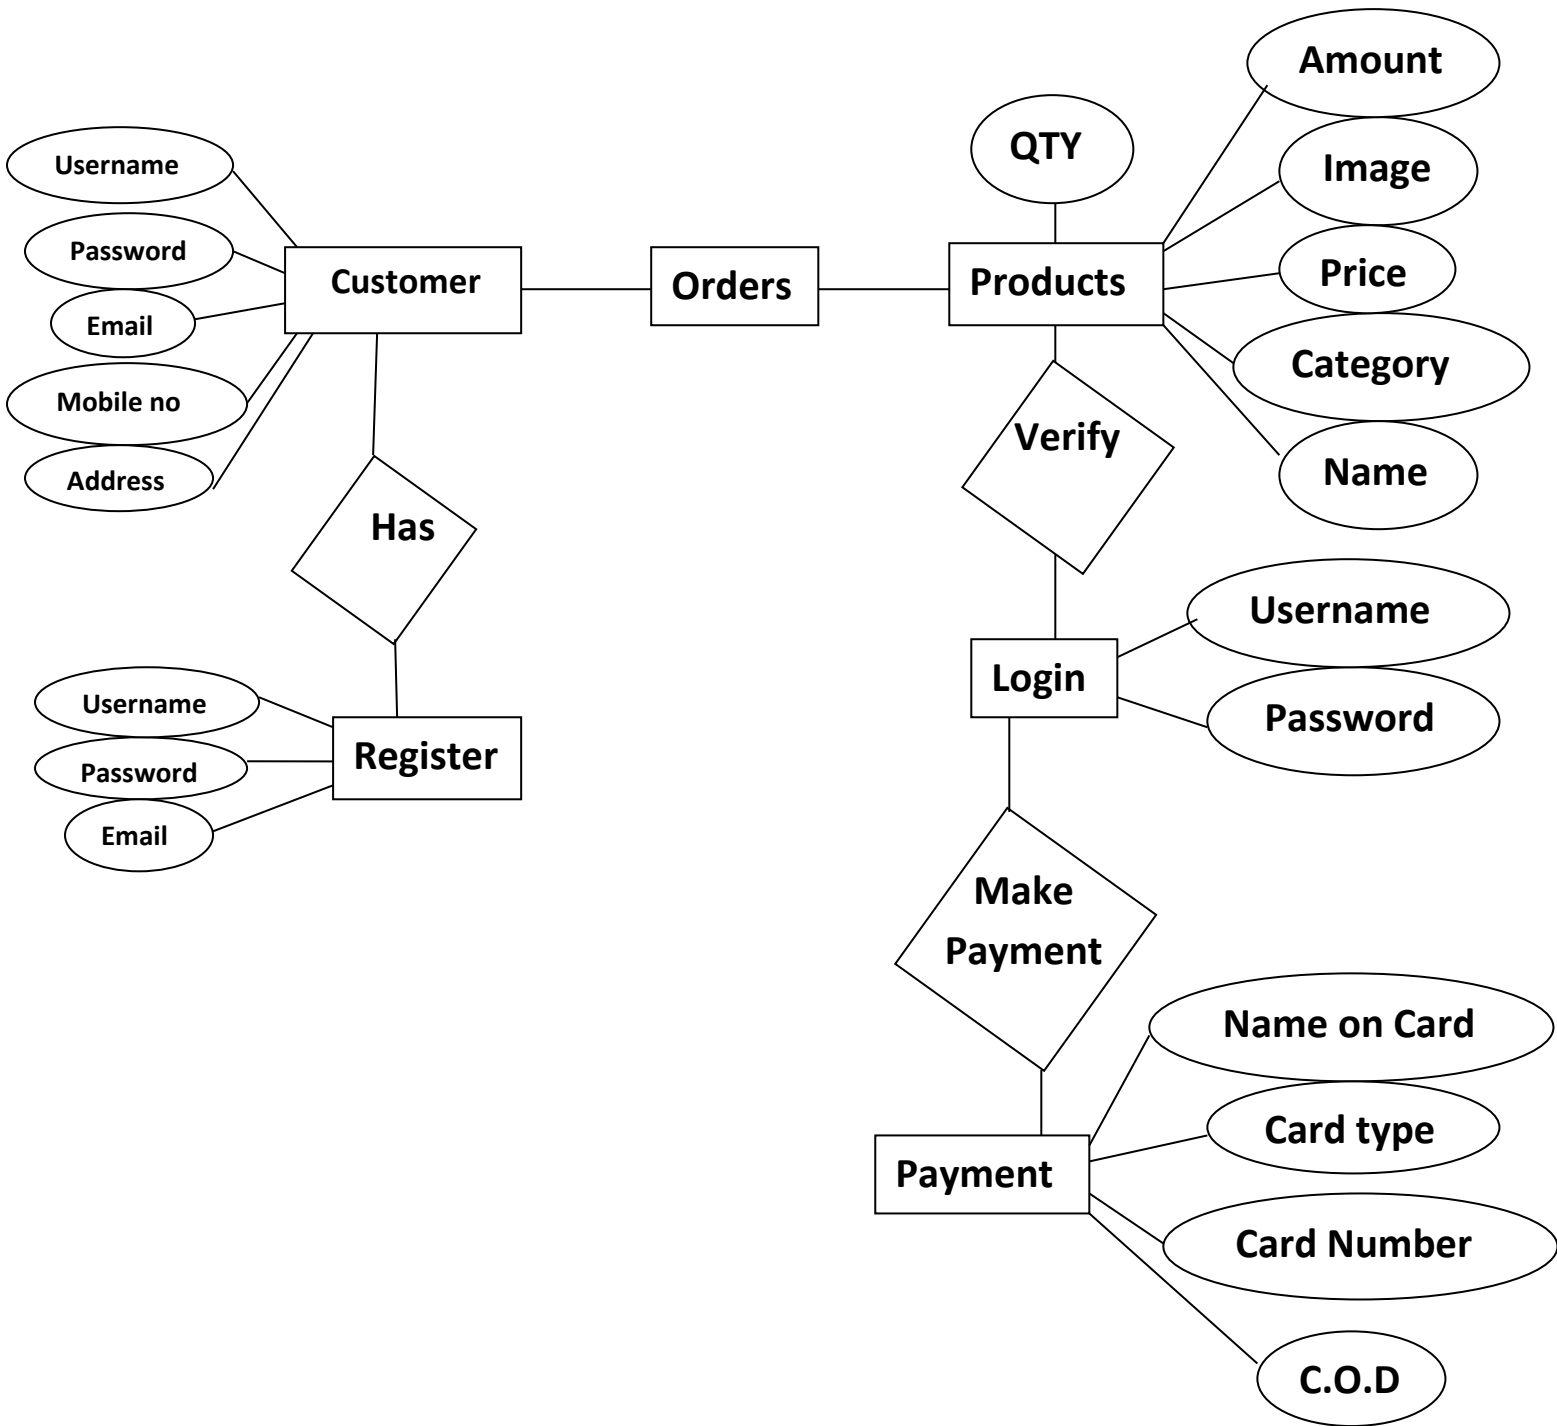 Amount
QTY
Image
Username
Password
Customer
Orders
Products
Price
Email
Category
Mobile no
Verify
Address
Name
Has
Username
Login
Username
Password
Register
Password
Email
Make
Payment
Name on Card
Card type
Payment
Card Number
C.O.D